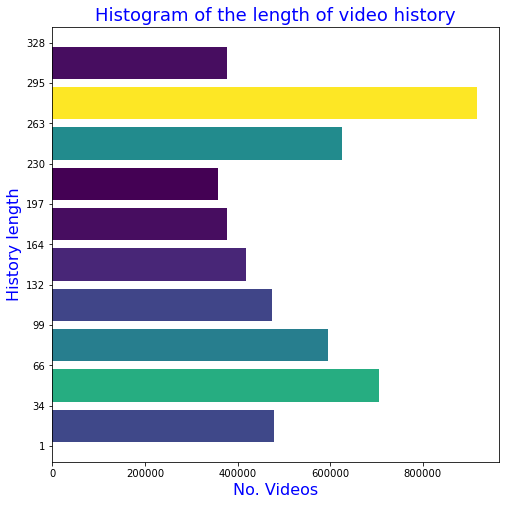 Histogram of the length of video history
History length
328
295
263
230
197
164
132
99
66
34
1
0 200000 400000 600000 800000
No. Videos